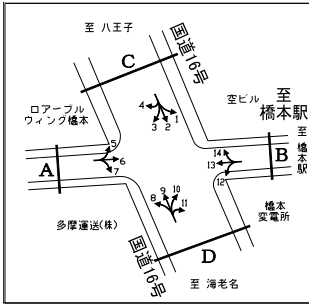 至 八王子
国道16号
C
ロアーブル
ウィング橋本
空ビル
至
橋本駅
至
橋
本
駅
4
1
3 2
5
6
7
A
14
13
12
B
9 10
8
11
多摩運送(株)
橋本
変電所
国道16号
D
至 海老名